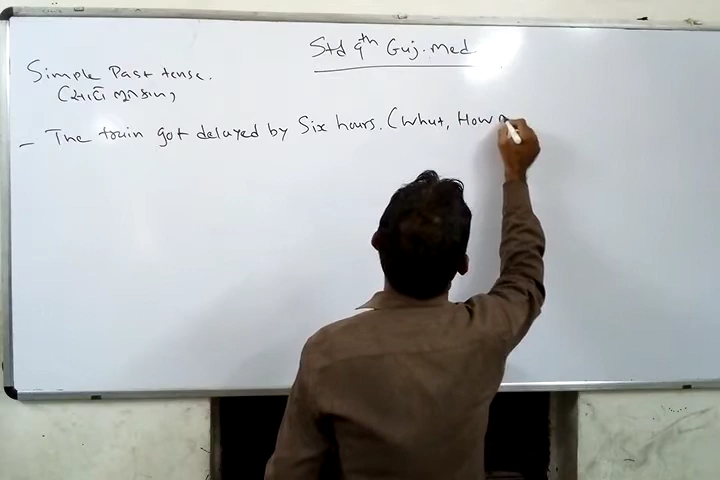 Std 9th Guj. Med
Simple Past tense.
(સાદો ભૂતકાળ)
- The train got delayed by Six hours. (What, How